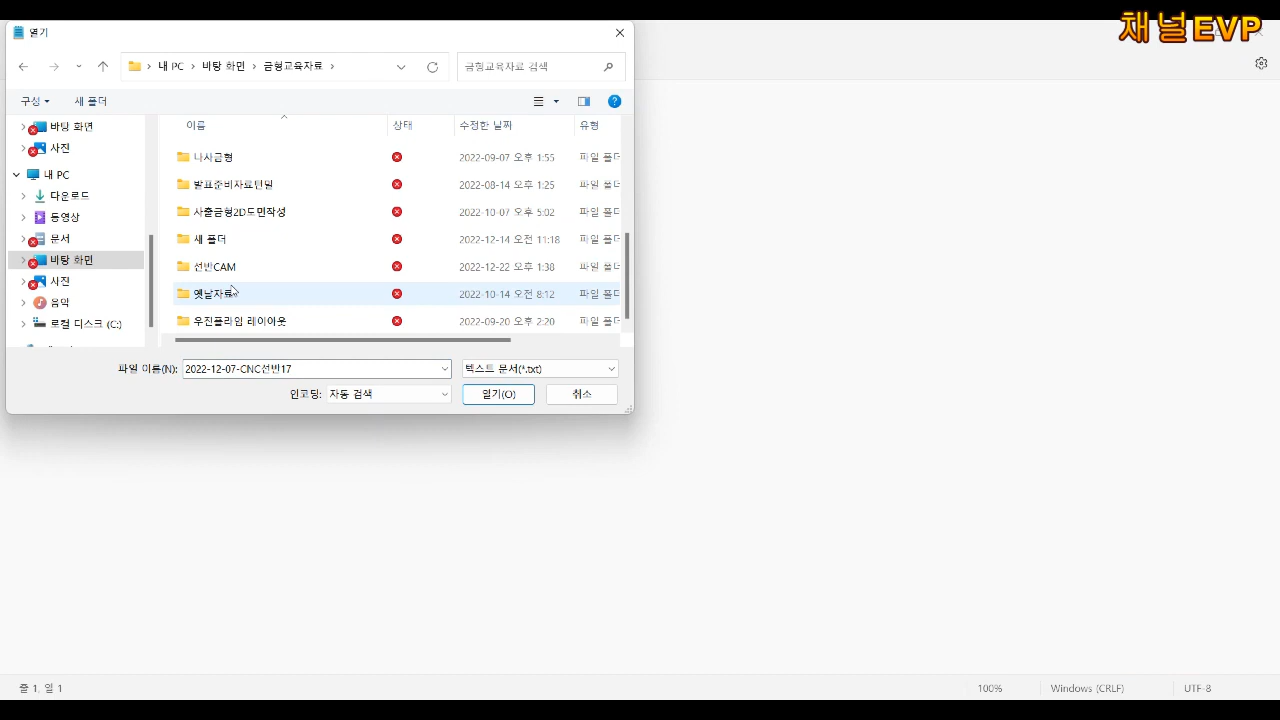 채널EVP
열기
내 PC > 바탕 화면 > 금형교육자료 >
금형교육자료 검색
구성
새 폴더
이름
상태
수정한 날짜
유형
바탕 화면
사진
내 PC
다운로드
동영상
문서
바탕 화면
사진
음악
로컬 디스크 (C:)
나사금형 2022-09-07 오후 1:55 파일 폴더
발표준비자료틴밀 2022-08-14 오후 1:25 파일 폴더
사출금형2D도면작성 2022-10-07 오후 5:02 파일 폴더
새 폴더 2022-12-14 오전 11:18 파일 폴더
선반CAM 2022-12-22 오후 1:38 파일 폴더
옛날자료 2022-10-14 오전 8:12 파일 폴더
우진플라임 레이아웃 2022-09-20 오후 2:20 파일 폴더
파일 이름(N): 2022-12-07-CNC선반17
텍스트 문서(*.txt)
인코딩: 자동 검색
열기(O)
취소
줄 1, 열 1
100%
Windows (CRLF)
UTF-8